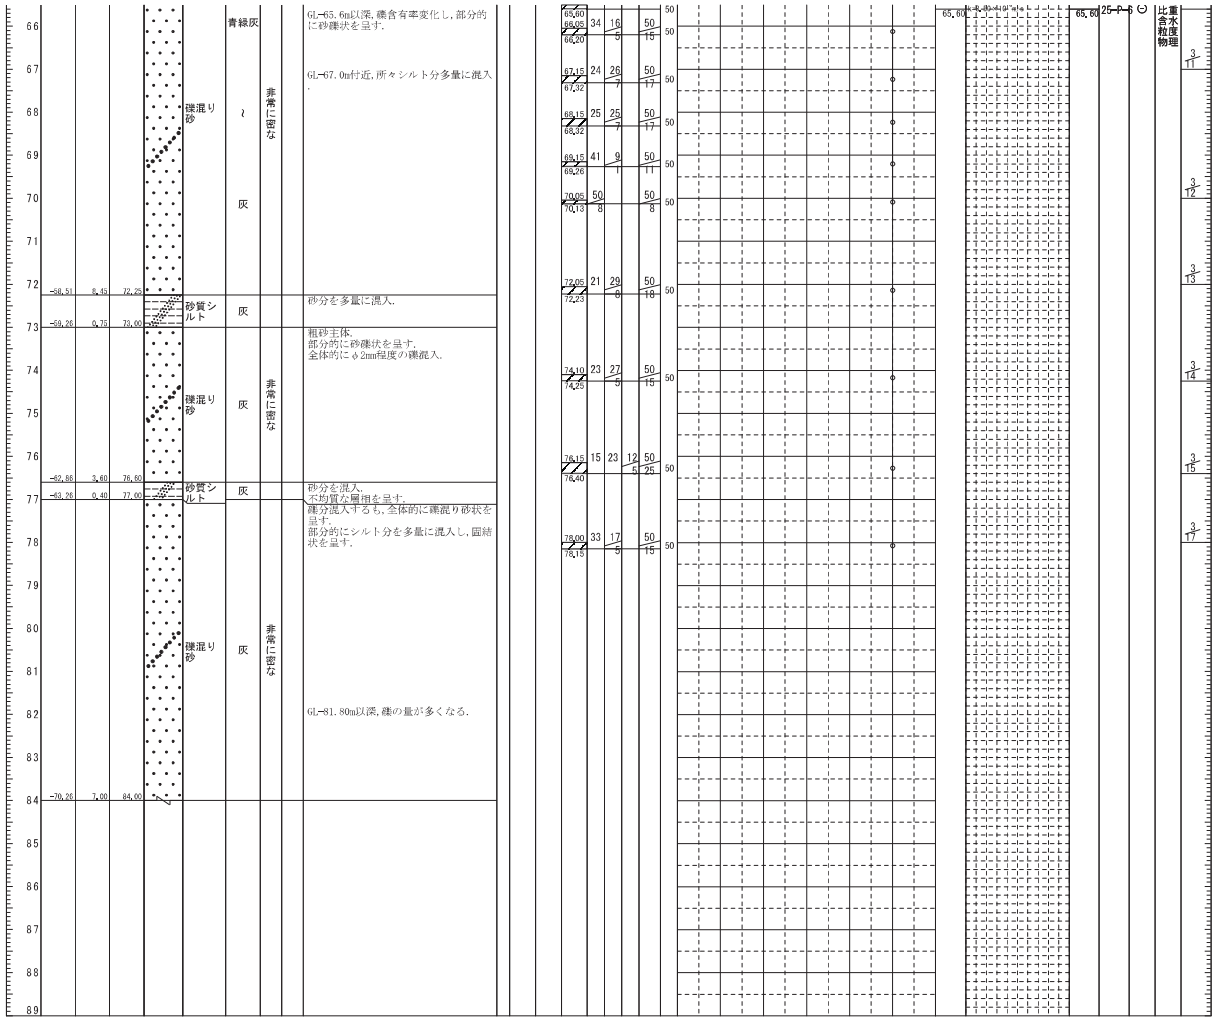 66
67
68
69
70
71
72
73
74
75
76
77
78
79
80
81
82
83
84
85
86
87
88
89
8.45 72.25
0.75 73.00
3.60 76.60
0.40 77.00
-70.26 7.00 84.00
礫混り
砂
青緑灰
~
灰
非常に密な
GL-65.6m以深,礫含有率変化し,部分的
に砂礫状を呈す.
GL-67.0m付近,所々シルト分多量に混入
.
砂質シ
ルト
灰
砂分を多量に混入.
礫混り
砂
灰
非常に密な
粗砂主体.
部分的に砂礫状を呈す.
全体的にφ2mm程度の礫混入.
砂質シ
ルト
灰
砂分を混入.
不均質な層相を呈す.
礫混り
砂
灰
非常に密な
礫分混入するも,全体的に礫混り砂状を
呈す.
部分的にシルト分を多量に混入し,固結
状を呈す.
GL-81.80m以深,礫の量が多くなる.
65.60
66.05 34 16 50 50
66.20 5 15 50
67.15 24 26 50 50
67.32 7 17
68.15 25 25 50 50
68.32 7 17
69.15 41 9 50 50
69.26 1 11
70.05 50 50 50
70.13 8 8
72.05 21 29 50 50
72.23 8 18
74.10 23 27 50 50
74.25 5 15
76.15 15 23 12 50 50
76.40 5 25
78.00 33 17 50 50
78.15 5 15
65.60
65.60 25-P-6
比重
含水
粒度
物理
3/11
3/12
3/13
3/14
3/15
3/17